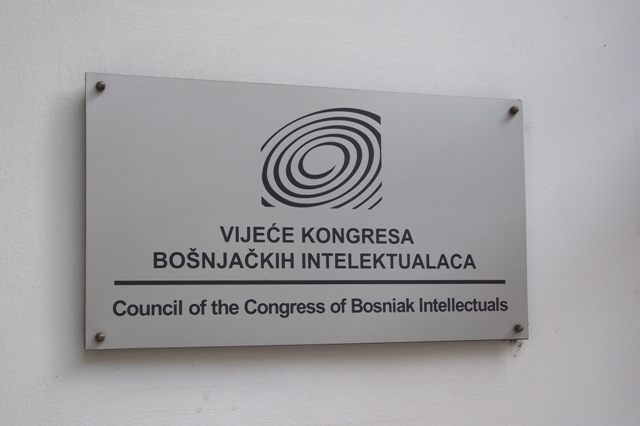 VIJEĆE KONGRESA
BOŠNJAČKIH INTELEKTUALACA
Council of the Congress of Bosniak Intellectuals